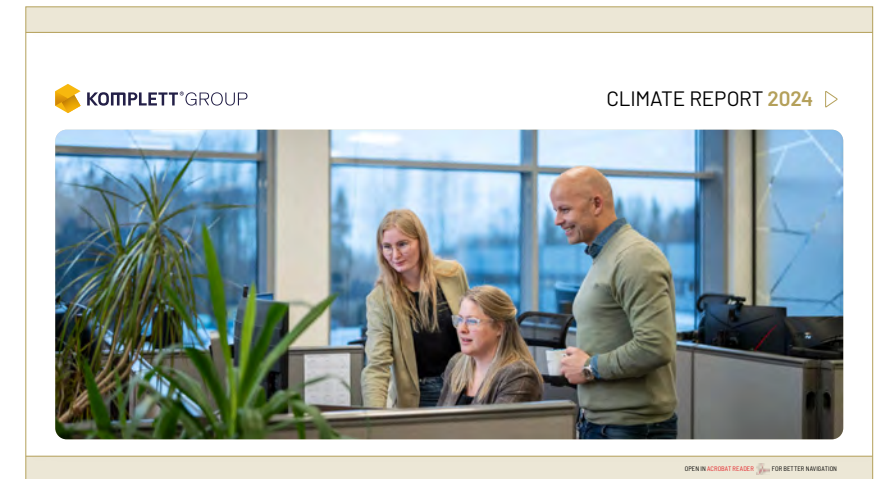 KOMPLETT®GROUP
CLIMATE REPORT 2024
OPEN IN ACROBAT READER FOR BETTER NAVIGATION